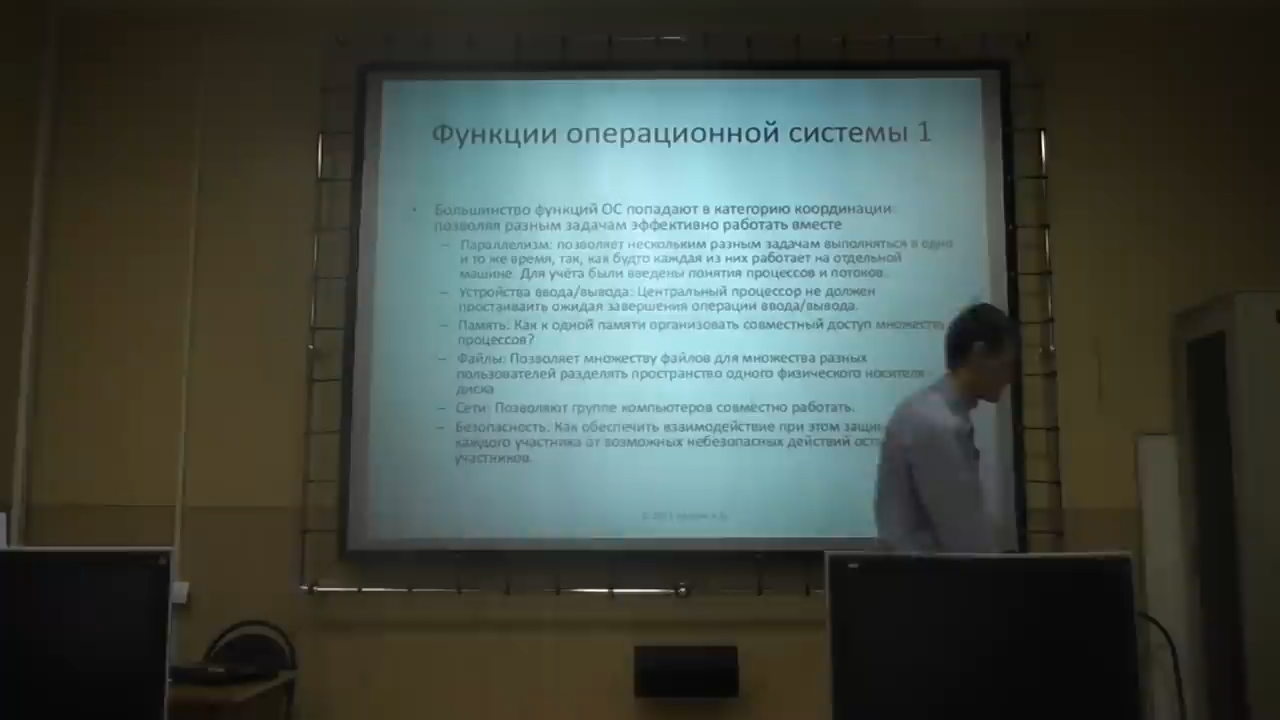 Функции операционной системы 1
• Большинство функций ОС попадают в категорию координации:
позволяя разным задачам эффективно работать вместе
– Параллелизм: позволяет нескольким разным задачам выполняться в одно
и то же время, так, как будто каждая из них работает на отдельной
машине. Для учёта были введены понятия процессов и потоков.
– Устройства ввода/вывода: Центральный процессор не должен
простаивать ожидая завершения операции ввода/вывода.
– Память: Как к одной памяти организовать совместный доступ множеству
процессов?
– Файлы: Позволяет множеству файлов для множества разных
пользователей разделять пространство одного физического носителя -
диска
– Сети: Позволяют группе компьютеров совместно работать.
– Безопасность: Как обеспечить взаимодействие при этом
каждого участника от возможных небезопасных действий
участников.